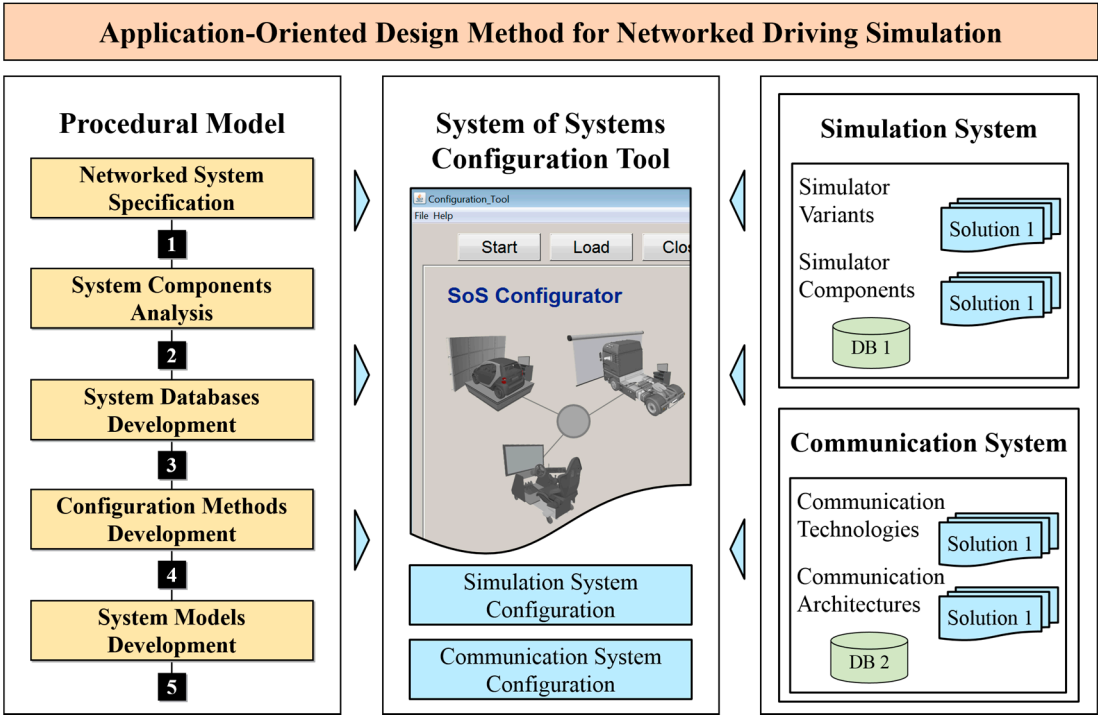 Application-Oriented Design Method for Networked Driving Simulation
Procedural Model
Networked System
Specification
1
System Components
Analysis
2
System Databases
Development
3
Configuration Methods
Development
4
System Models
Development
5
System of Systems
Configuration Tool
Configuration_Tool
File Help
Start
Load
Clos
SoS Configurator
Simulation System
Configuration
Communication System
Configuration
Simulation System
Simulator
Variants
Solution 1
Simulator
Components
Solution 1
DB 1
Communication System
Communication
Technologies
Solution 1
Communication
Architectures
Solution 1
DB 2